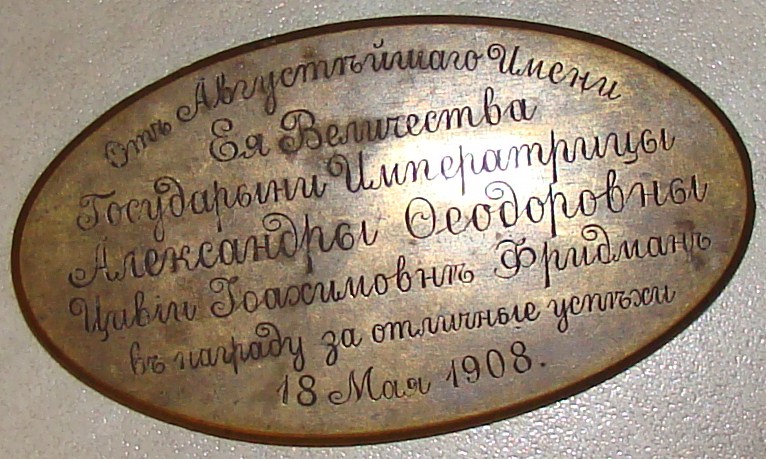 Отъ Августѣйшаго Имени
Ея Величества
Государыни Императрицы
Александры Ѳеодоровны
Цивіи Іоахимовнѣ Фридманъ
въ награду за отличные успѣхи
18 Мая 1908.